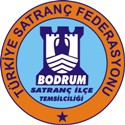 TÜRKİYE SATRANÇ FEDERASYONU
BODRUM
SATRANÇ İLÇE
TEMSİLCİLİĞİ